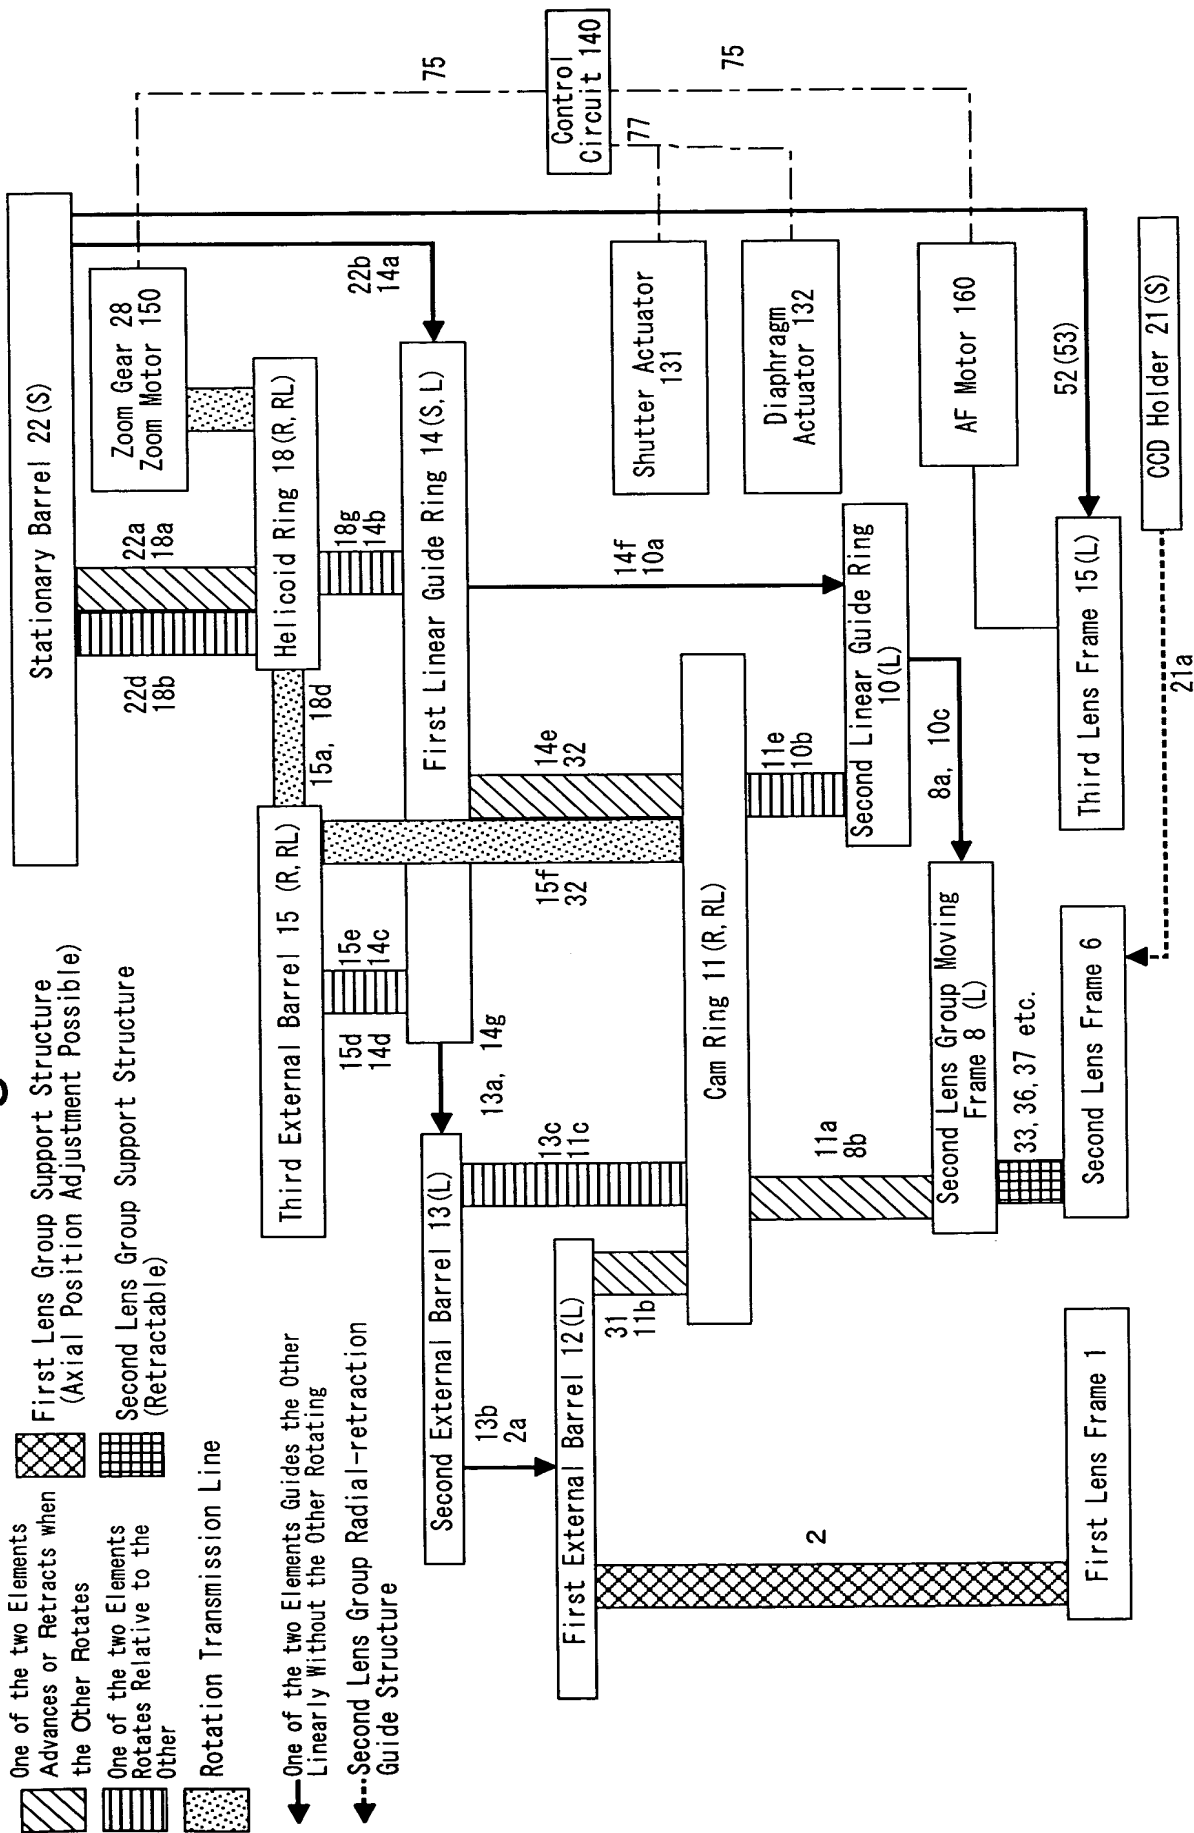 One of the two Elements
Advances or Retracts when
the Other Rotates
One of the two Elements
Rotates Relative to the
Other
Rotation Transmission Line
First Lens Group Support Structure
(Axial Position Adjustment Possible)
Second Lens Group Support Structure
(Retractable)
One of the two Elements Guides the Other
Linearly Without the Other Rotating
Second Lens Group Radial-retraction
Guide Structure
Stationary Barrel 22(S)
Zoom Gear 28
Zoom Motor 150
22a
18a
22d
18b
22b
14a
75
Control
Circuit 140
75
77
Helicoid Ring 18(R, RL)
15a, 18d
18g
14b
Third External Barrel 15 (R, RL)
15e
14c
15d
14d
First Linear Guide Ring 14(S, L)
Shutter Actuator
131
Diaphragm
Actuator 132
AF Motor 160
52(53)
CCD Holder 21(S)
21a
14f
10a
14e
32
15f
32
13a, 14g
Second External Barrel 13(L)
13c
11c
13b
2a
Cam Ring 11(R, RL)
11e
10b
Second Linear Guide Ring
10(L)
8a, 10c
First External Barrel 12(L)
31
11b
11a
8b
Second Lens Group Moving
Frame 8 (L)
33, 36, 37 etc.
Second Lens Frame 6
Third Lens Frame 15(L)
2
First Lens Frame 1